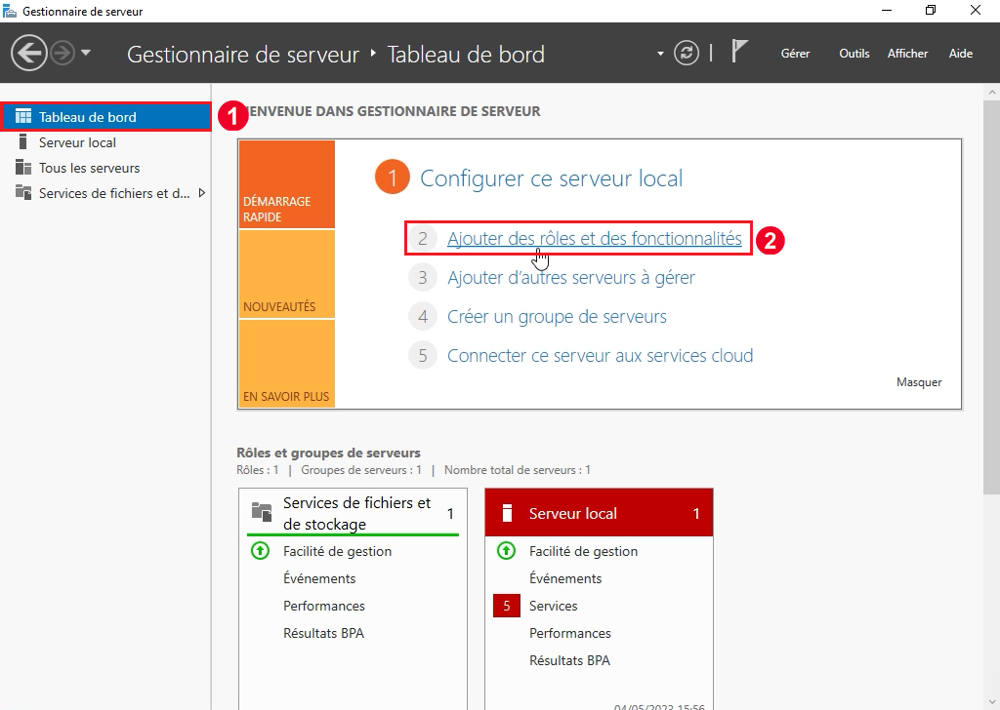 Gestionnaire de serveur
Gestionnaire de serveur ‣ Tableau de bord
Gérer Outils Afficher Aide
Tableau de bord
Serveur local
Tous les serveurs
Services de fichiers et d...
1
ENVENUE DANS GESTIONNAIRE DE SERVEUR
DÉMARRAGE
RAPIDE
NOUVEAUTÉS
EN SAVOIR PLUS
1 Configurer ce serveur local
2 Ajouter des rôles et des fonctionnalités 2
3 Ajouter d'autres serveurs à gérer
4 Créer un groupe de serveurs
5 Connecter ce serveur aux services cloud
Masquer
Rôles et groupes de serveurs
Rôles : 1 | Groupes de serveurs : 1 | Nombre total de serveurs : 1
Services de fichiers et
de stockage
1
Facilité de gestion
Événements
Performances
Résultats BPA
Serveur local 1
Facilité de gestion
Événements
5 Services
Performances
Résultats BPA
04/05/2023 15:56